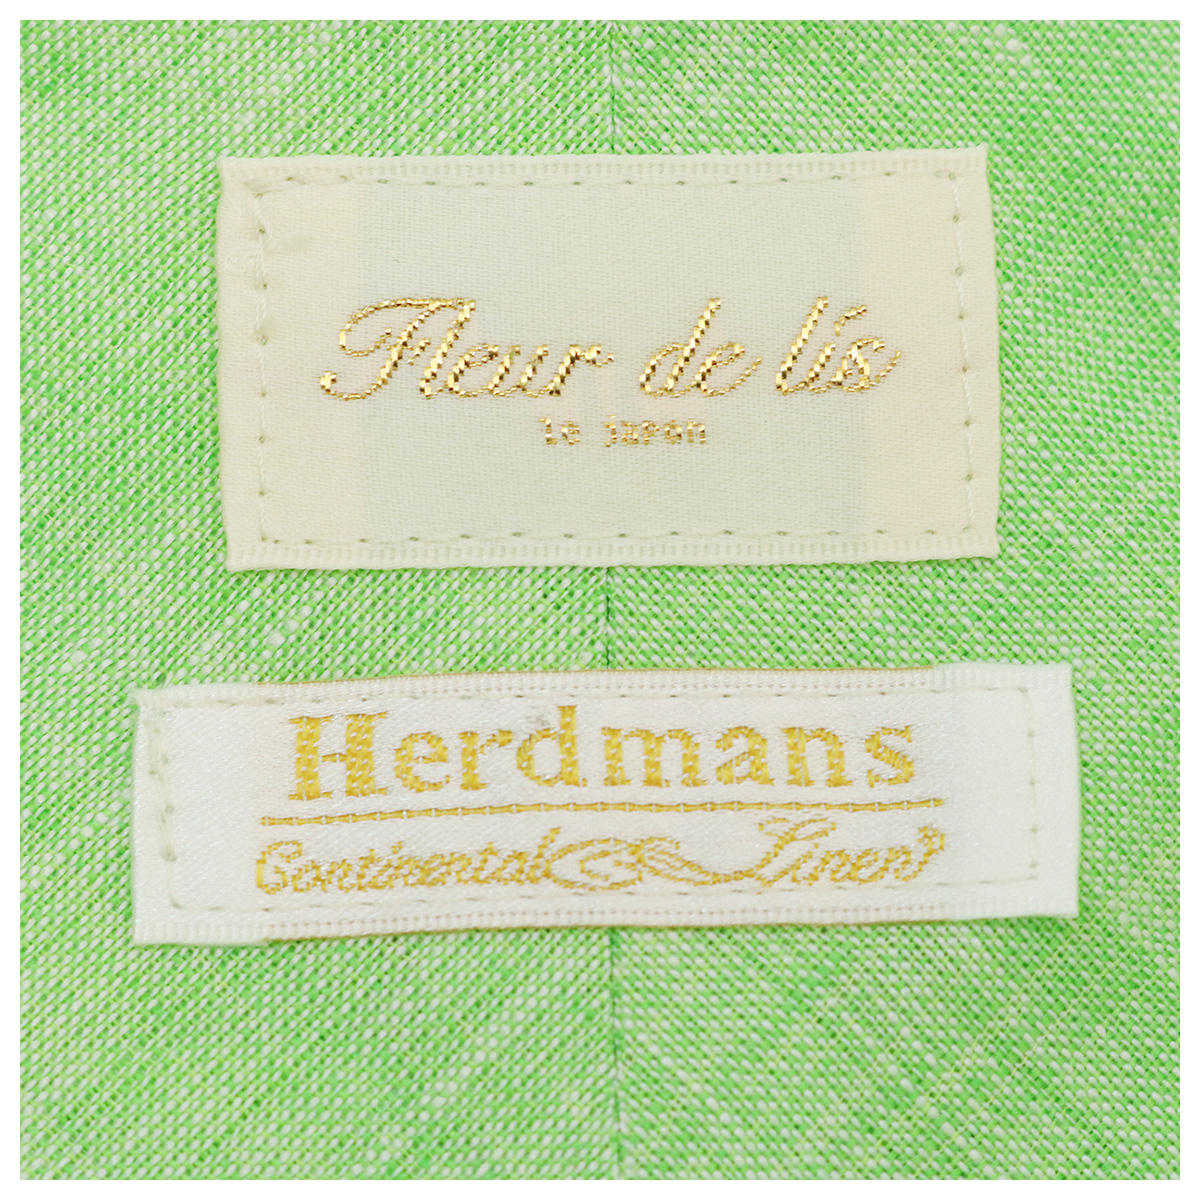 Fleur de lis
le japon
Herdmans
Continental Linen